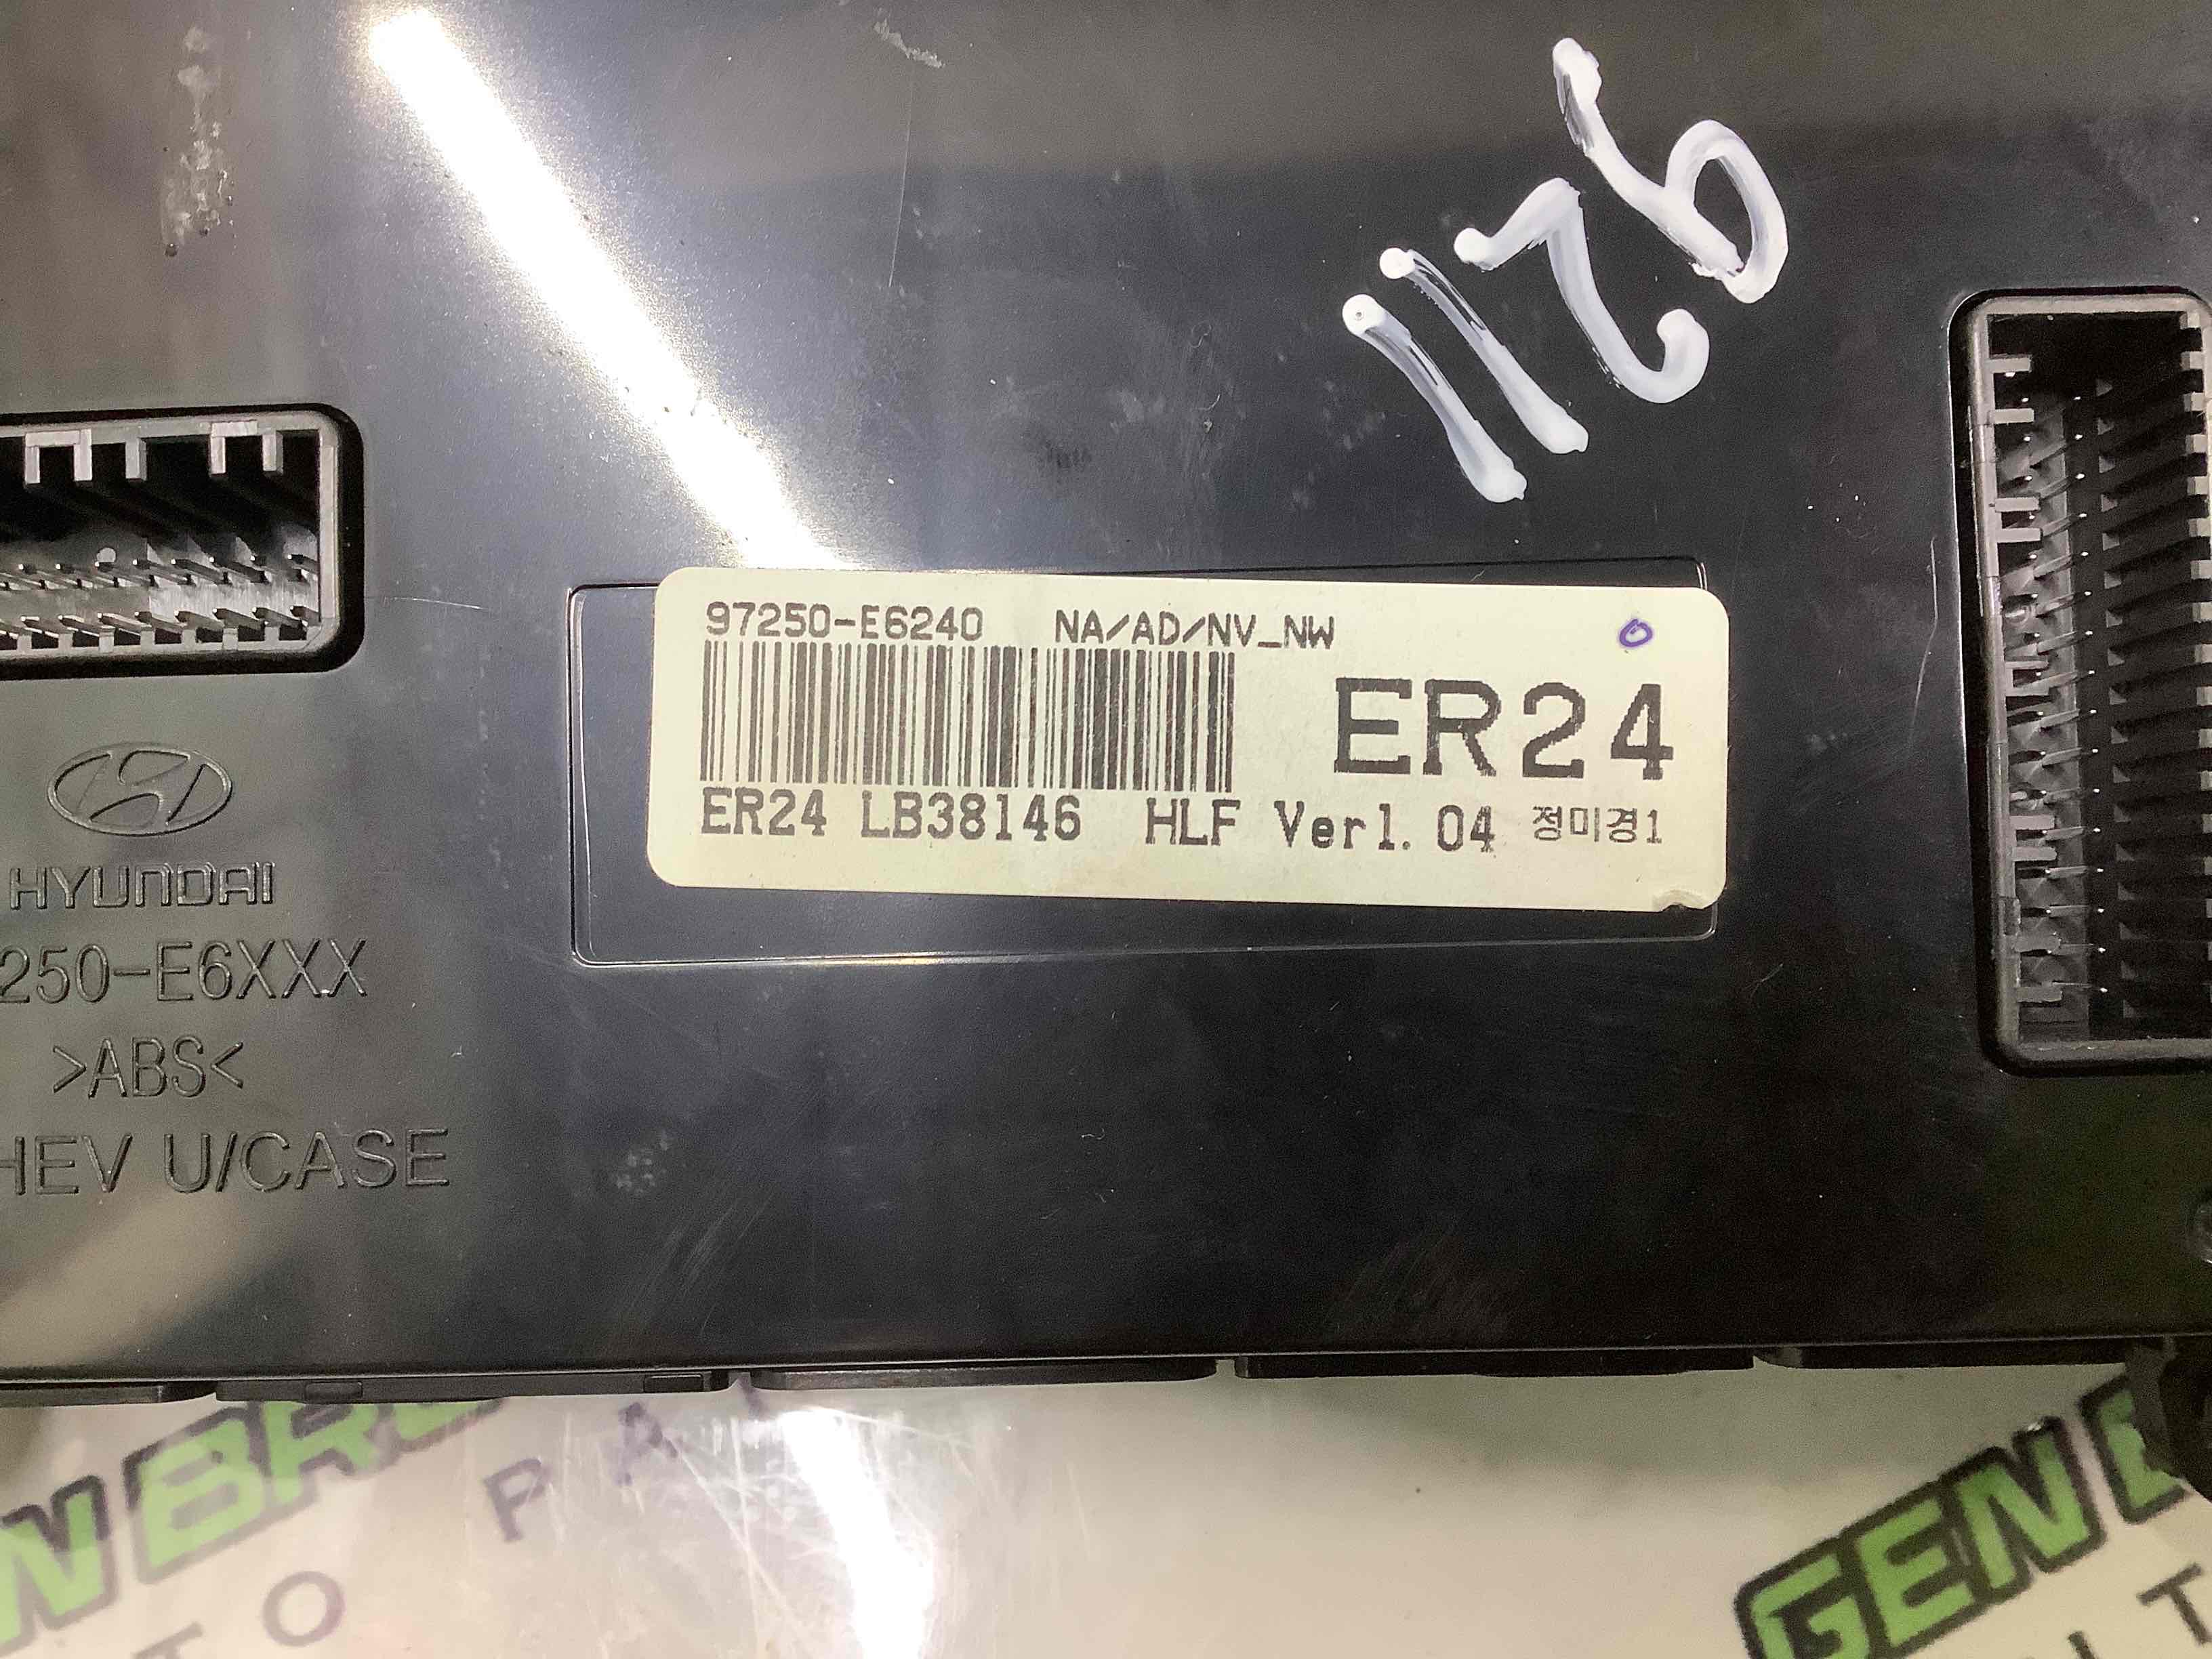 1126
97250-E6240 NA/AD/NV_NW
ER24
ER24 LB38146 HLF Ver1.04 정미경1
HYUNDAI
250-E6XXX
>ABS<
HEV U/CASE
GEN